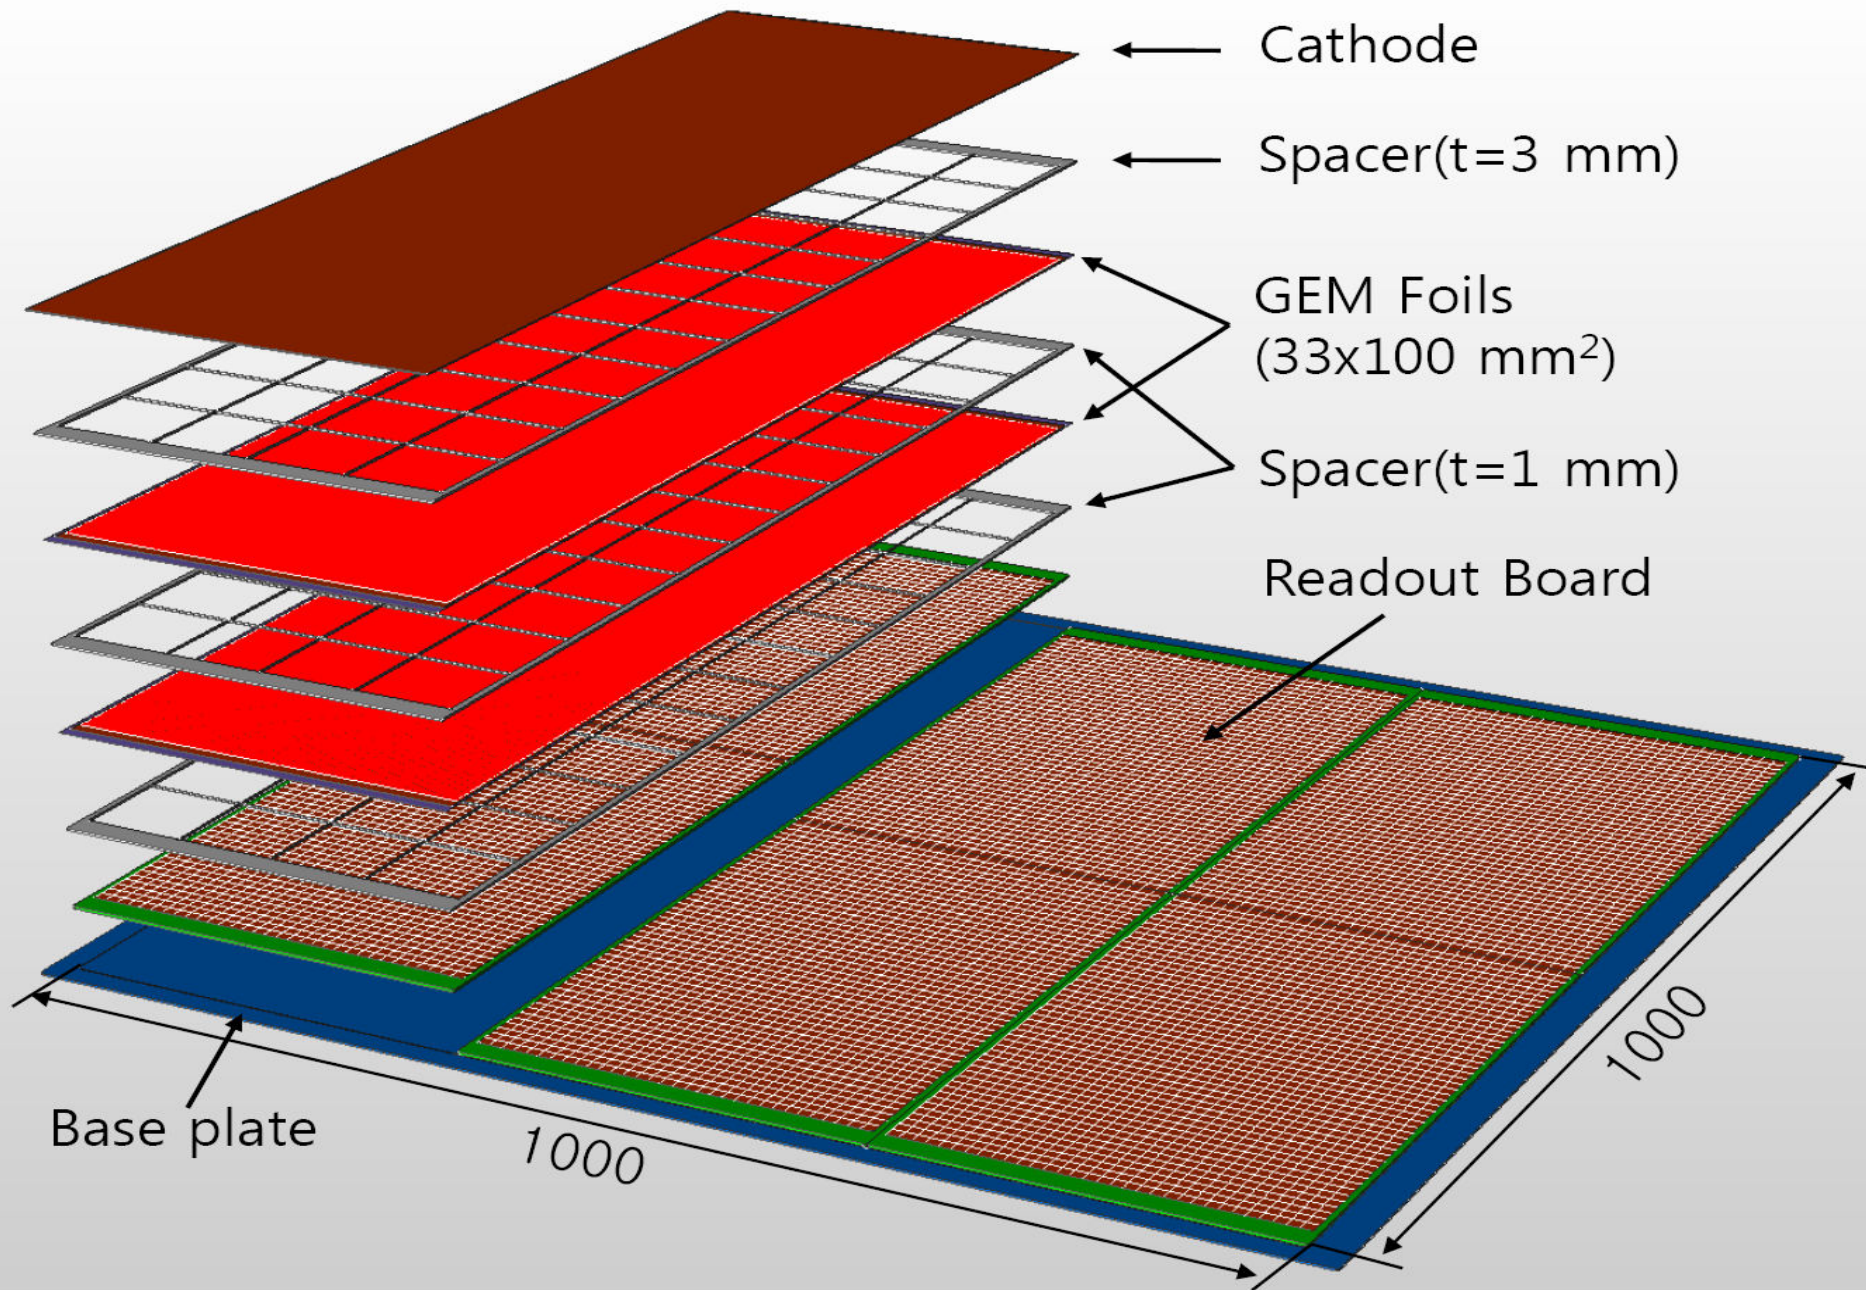 Cathode
Spacer(t=3 mm)
GEM Foils
(33x100 mm²)
Spacer(t=1 mm)
Readout Board
1000
Base plate
1000